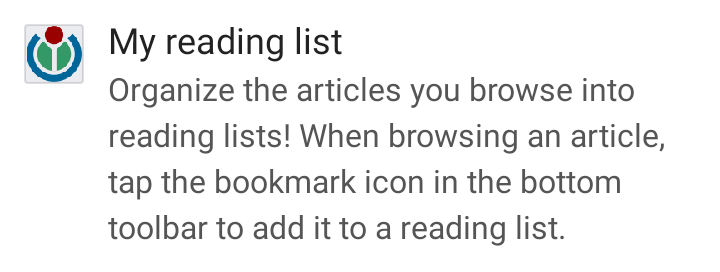 My reading list
Organize the articles you browse into
reading lists! When browsing an article,
tap the bookmark icon in the bottom
toolbar to add it to a reading list.